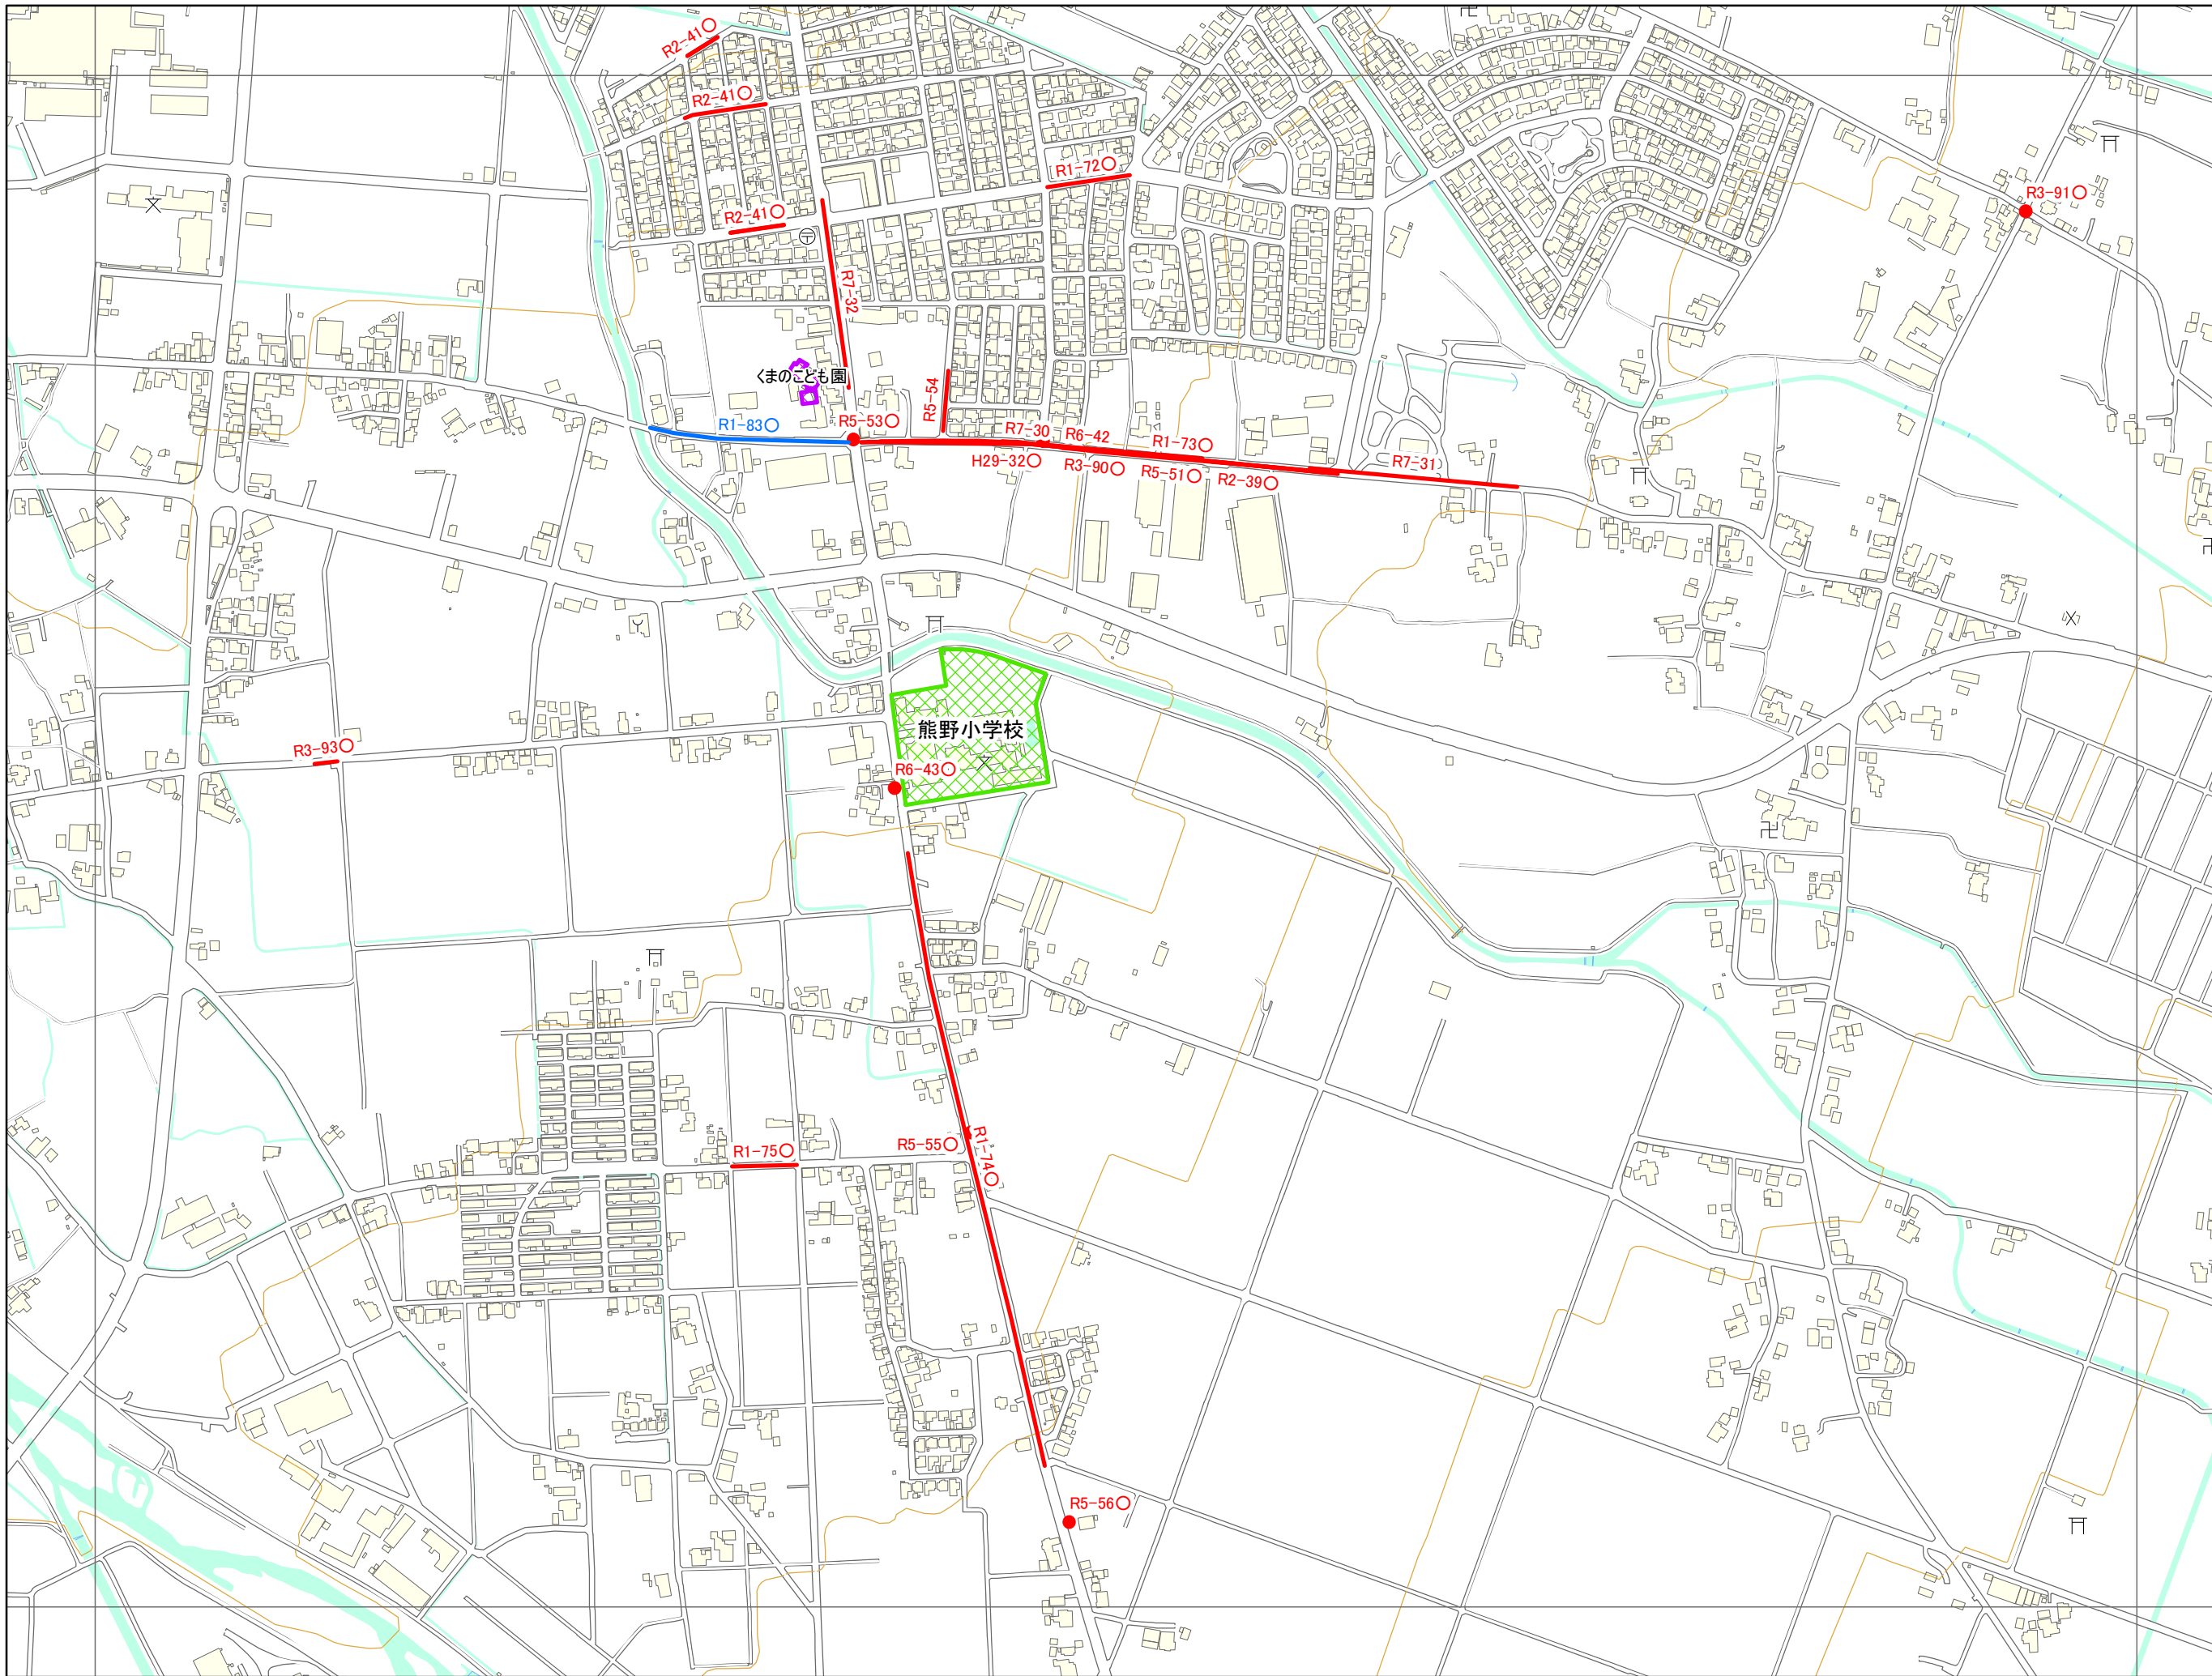 R2-41○
R2-41○
R1-72○
R3-91○
R2-41○
R7-32
くまのこども園
R5-54
R1-83○
R5-53○
R7-30
R6-42
R1-73○
H29-32○
R3-90○
R5-51○
R2-39○
R7-31
熊野小学校
R3-93○
R6-43○
R5-55○
R1-74○
R1-75○
R5-56○